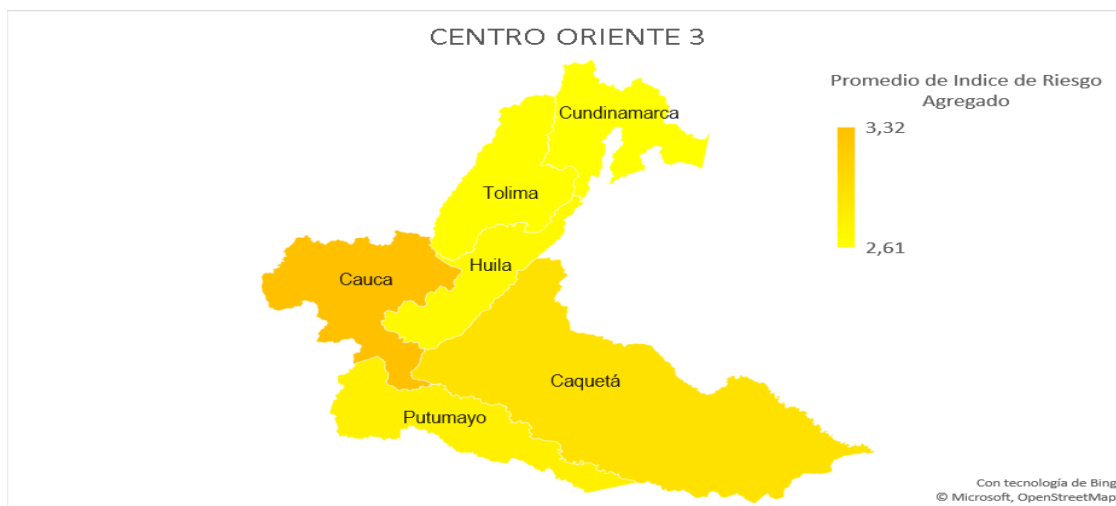 CENTRO ORIENTE 3
Promedio de Indice de Riesgo
Agregado
3,32
2,61
Cundinamarca
Tolima
Huila
Cauca
Caquetá
Putumayo
Con tecnología de Bing
© Microsoft, OpenStreetMap